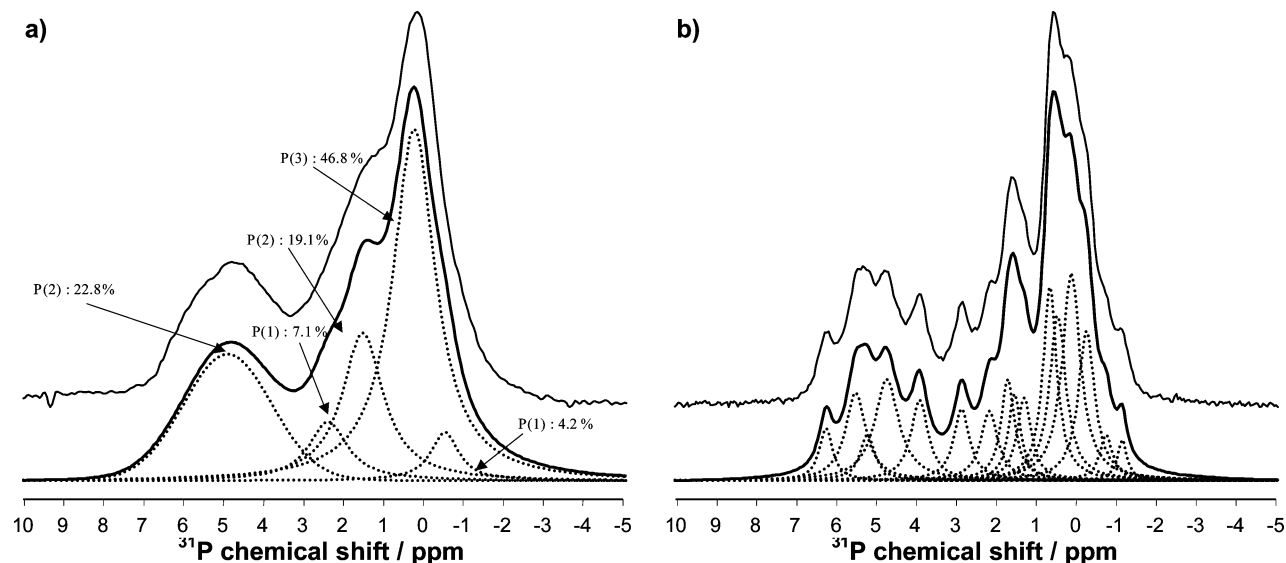 a)
P(3) : 46.8 %
P(2) : 19.1%
P(2) : 22.8%
P(1) : 7.1 %
P(1) : 4.2 %
10 9 8 7 6 5 4 3 2 1 0 -1 -2 -3 -4 -5
31P chemical shift / ppm
b)
10 9 8 7 6 5 4 3 2 1 0 -1 -2 -3 -4 -5
31P chemical shift / ppm